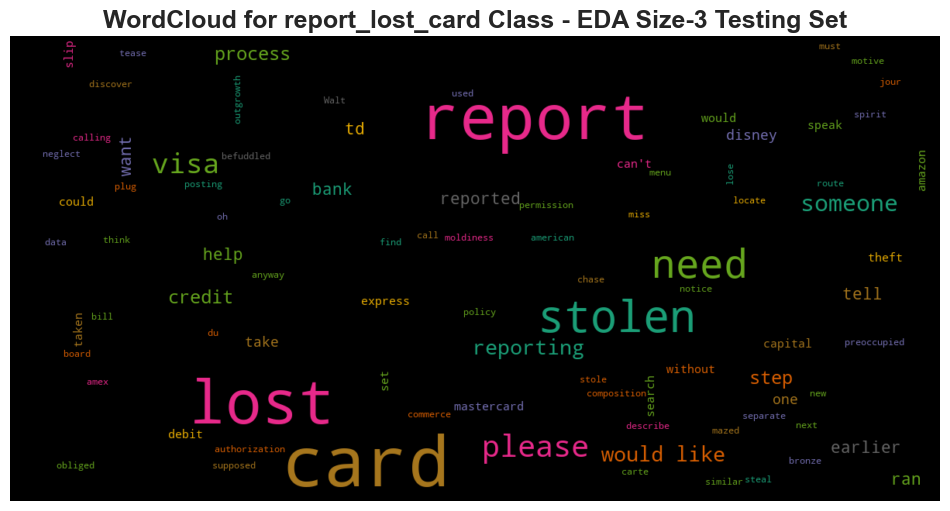 WordCloud for report_lost_card Class - EDA Size-3 Testing Set
slip
tease
process
must
motive
discover
outgrowth
Walt
used
jour
td
report
would
spirit
disney
speak
calling
neglect
want
visa
befuddled
can't
menu
lose
amazon
plug
posting
bank
route
could
go
reported
permission
locate
someone
oh
miss
data
think
find
call
moldiness
american
help
need
theft
anyway
chase
credit
express
notice
tell
bill
policy
stolen
taken
du
take
reporting
capital
preoccupied
board
without
amex
set
stole
step
lost
composition
search
one
new
mastercard
commerce
separate
next
describe
mazed
debit
card
please
would like
earlier
authorization
obliged
supposed
bronze
carte
similar
steal
ran